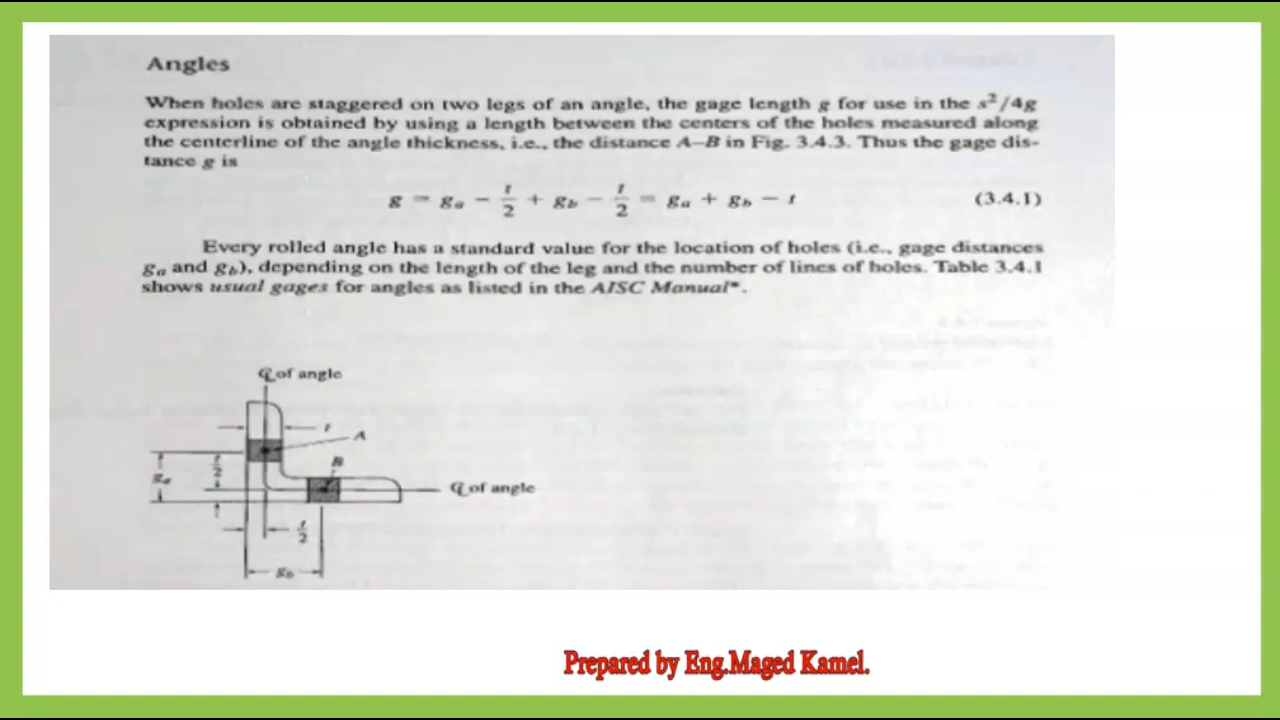 Angles
When holes are staggered on two legs of an angle, the gage length g for use in the s²/4g
expression is obtained by using a length between the centers of the holes measured along
the centerline of the angle thickness, i.e., the distance A–B in Fig. 3.4.3. Thus the gage dis-
tance g is
g = gₐ − t/2 + g_b − t/2 = gₐ + g_b − t (3.4.1)
Every rolled angle has a standard value for the location of holes (i.e., gage distances
gₐ and g_b), depending on the length of the leg and the number of lines of holes. Table 3.4.1
shows usual gages for angles as listed in the AISC Manual*.
℄ of angle
t
A
B
gₐ
t/2
℄ of angle
t/2
g_b
Prepared by Eng.Maged Kamel.